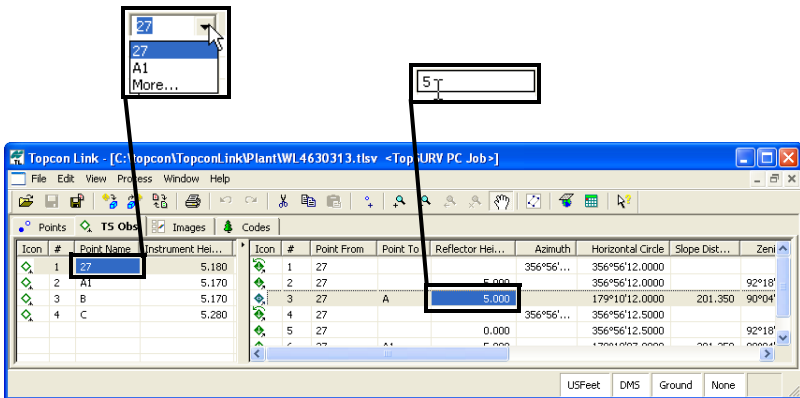 27
27
A1
More...
5
Topcon Link - [C:\Topcon\TopconLink\Plant\WL4630313.tlsv <TopSURV PC Job>]
File Edit View Process Window Help
Points TS Obs Images Codes
Icon # Point Name Instrument Hei...
1 27 5.180
2 A1 5.170
3 B 5.170
4 C 5.280
Icon # Point From Point To Reflector Hei... Azimuth Horizontal Circle Slope Dist... Zeni
1 27 356°56'... 356°56'12.0000
2 27 5.000 356°56'12.0000 92°18'
3 27 A 5.000 179°10'12.0000 201.350 90°04'
4 27 356°56'... 356°56'12.5000
5 27 0.000 356°56'12.5000 92°18'
6 27 A1 5.000
USFeet DMS Ground None